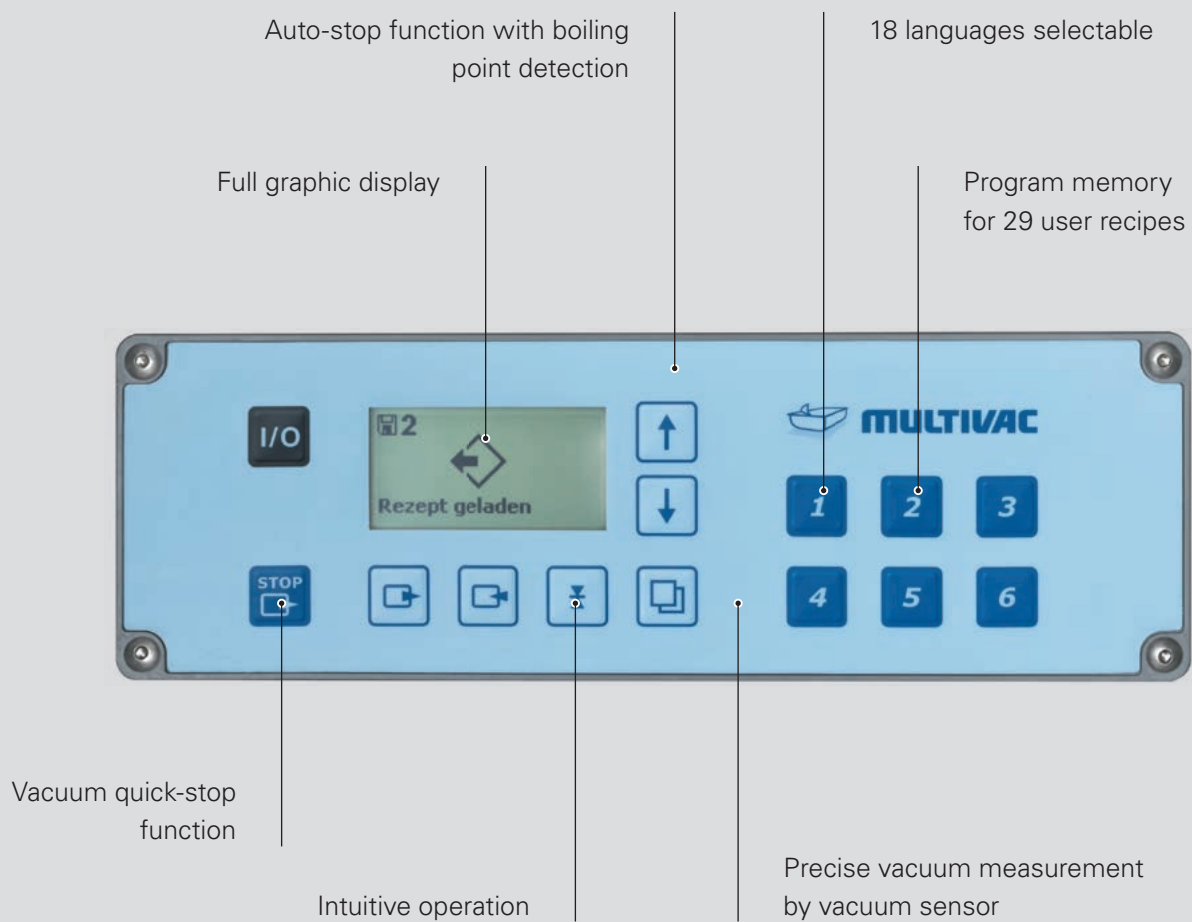 Auto-stop function with boiling
point detection
18 languages selectable
Full graphic display
Program memory
for 29 user recipes
I/O
2
Rezept geladen
MULTIVAC
1
2
3
STOP
4
5
6
Vacuum quick-stop
function
Intuitive operation
Precise vacuum measurement
by vacuum sensor